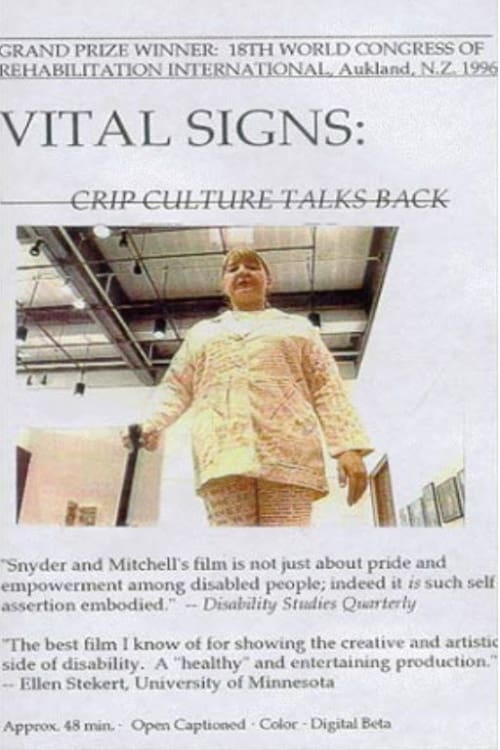 GRAND PRIZE WINNER: 18TH WORLD CONGRESS OF
REHABILITATION INTERNATIONAL, Aukland, N.Z. 1996
VITAL SIGNS:
CRIP CULTURE TALKS BACK
"Snyder and Mitchell's film is not just about pride and
empowerment among disabled people; indeed it is such self
assertion embodied." -- Disability Studies Quarterly
"The best film I know of for showing the creative and artistic
side of disability. A "healthy" and entertaining production."
-- Ellen Stekert, University of Minnesota
Approx. 48 min. · Open Captioned · Color · Digital Beta